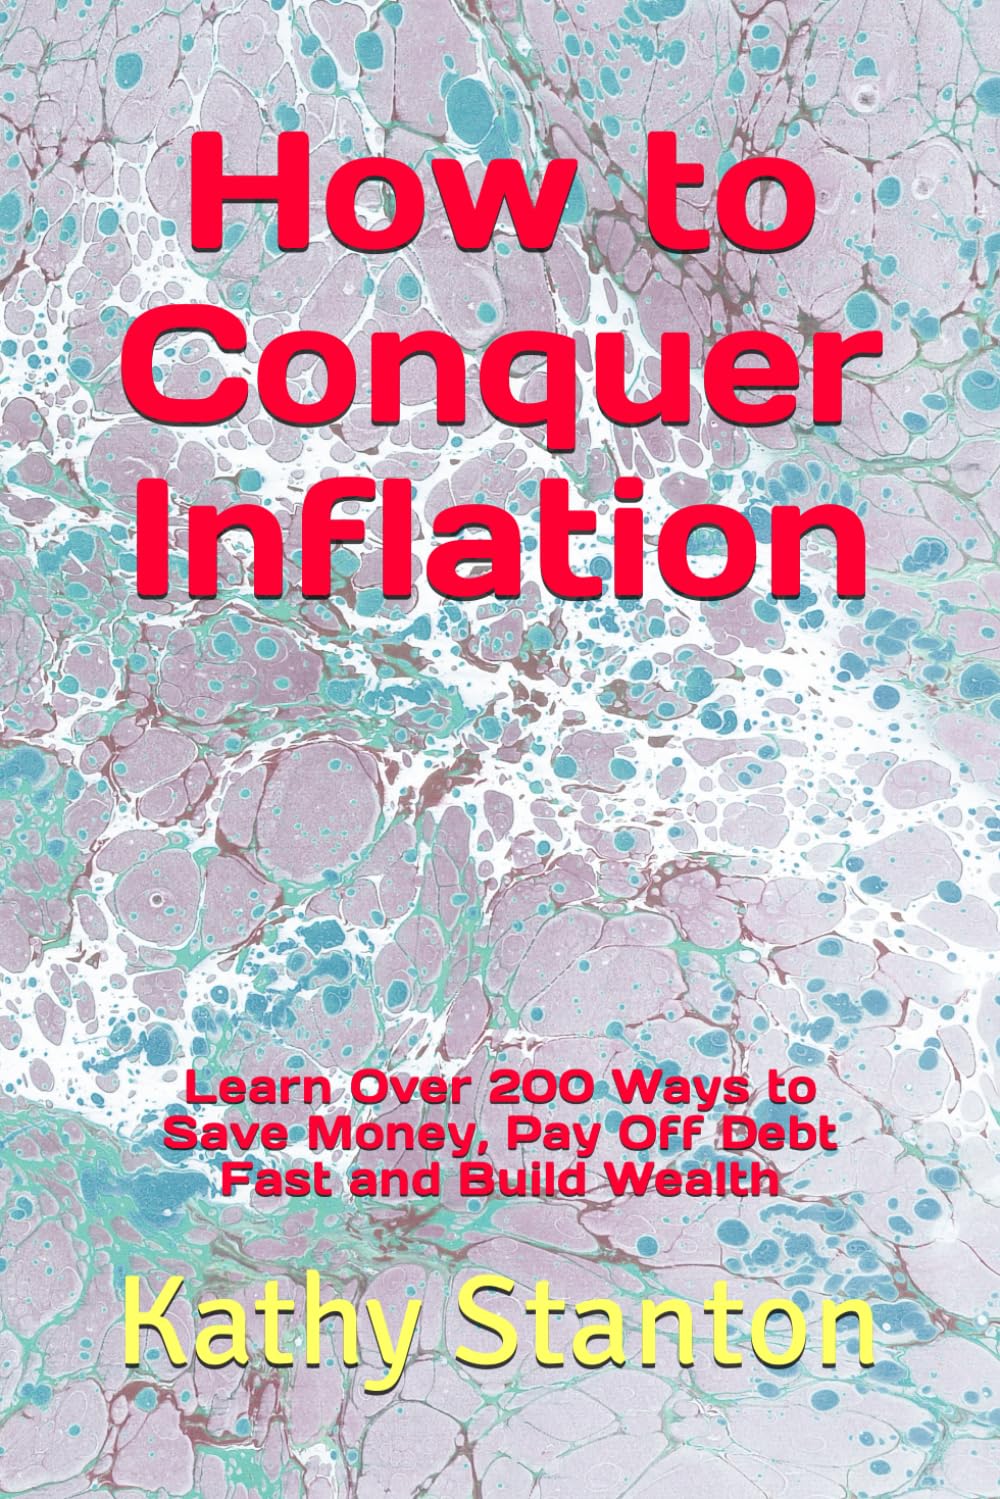 How to
Conquer
Inflation
Learn Over 200 Ways to
Save Money, Pay Off Debt
Fast and Build Wealth
Kathy Stanton